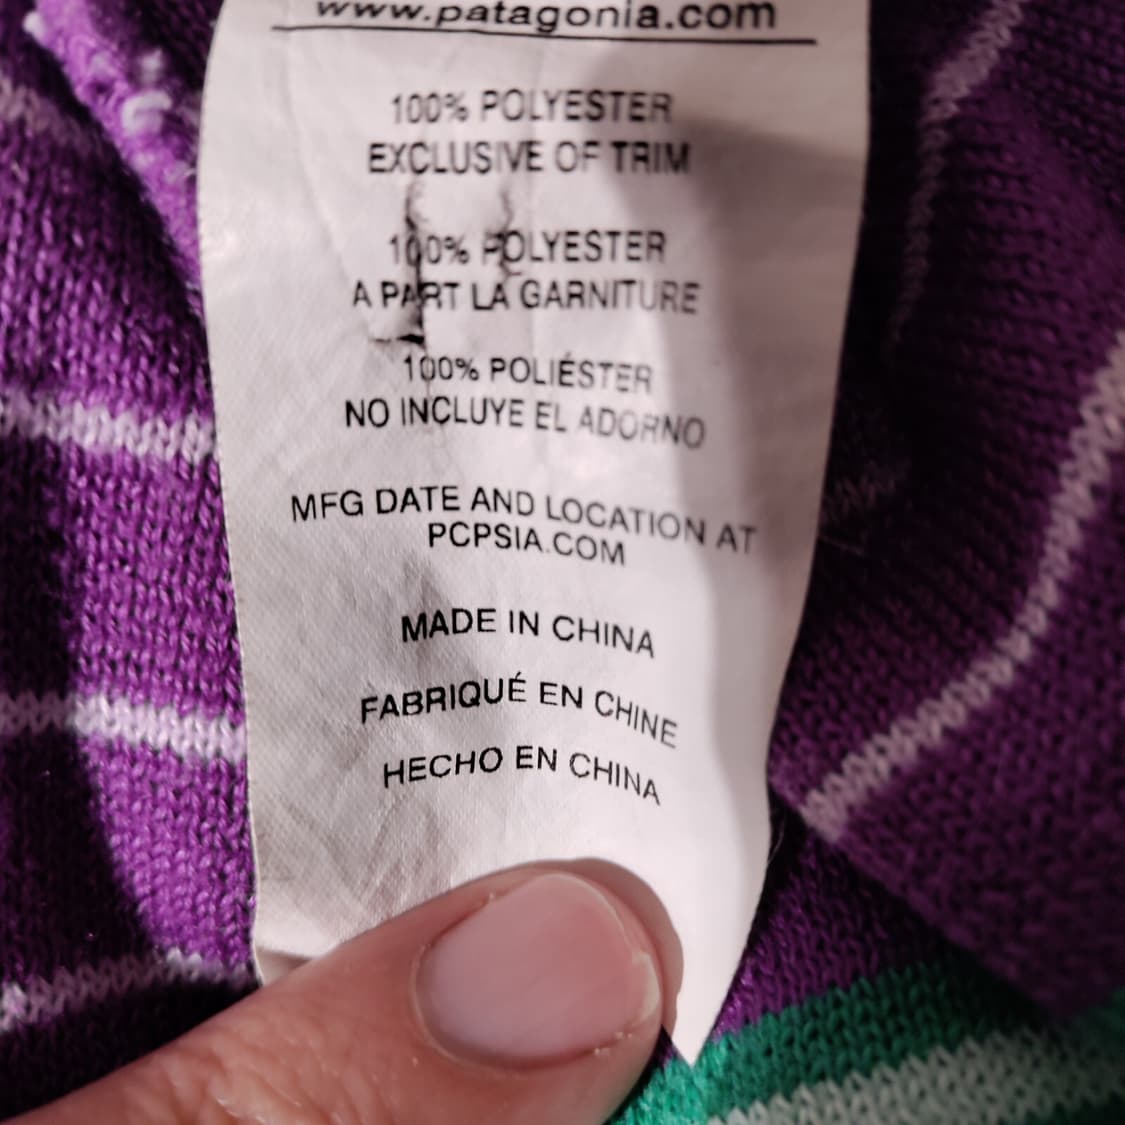 www.patagonia.com
100% POLYESTER
EXCLUSIVE OF TRIM
100% POLYESTER
A PART LA GARNITURE
100% POLIÉSTER
NO INCLUYE EL ADORNO
MFG DATE AND LOCATION AT
PCPSIA.COM
MADE IN CHINA
FABRIQUÉ EN CHINE
HECHO EN CHINA